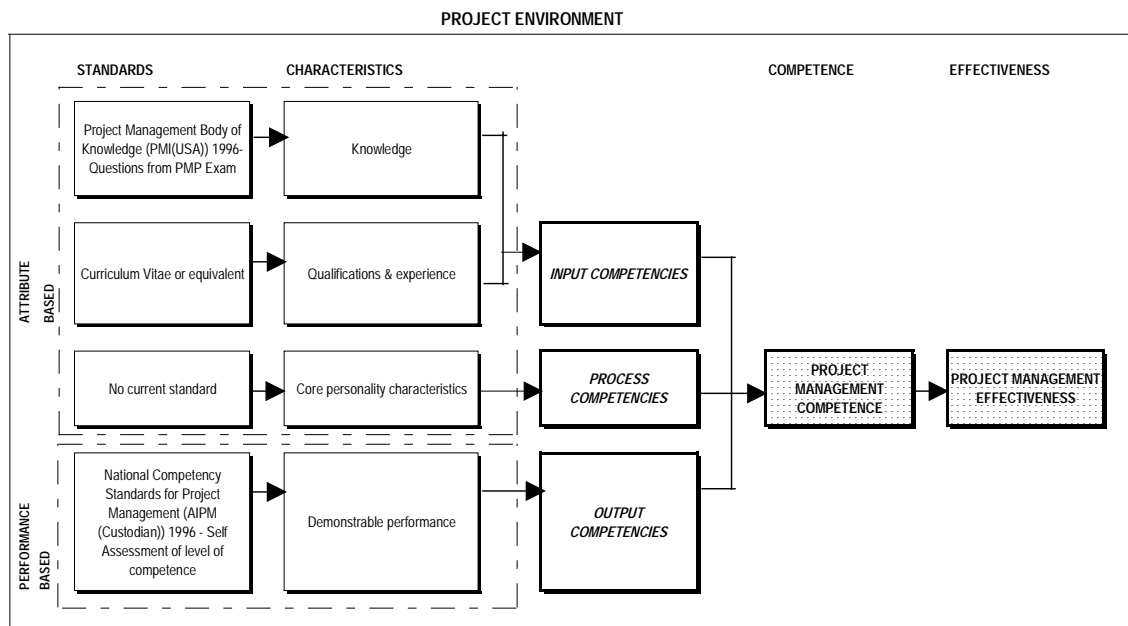 PROJECT ENVIRONMENT
STANDARDS
CHARACTERISTICS
COMPETENCE
EFFECTIVENESS
ATTRIBUTE
BASED
Project Management Body of
Knowledge (PMI(USA)) 1996-
Questions from PMP Exam
Knowledge
Curriculum Vitae or equivalent
Qualifications & experience
INPUT COMPETENCIES
No current standard
Core personality characteristics
PROCESS
COMPETENCIES
PROJECT
MANAGEMENT
COMPETENCE
PROJECT MANAGEMENT
EFFECTIVENESS
PERFORMANCE
BASED
National Competency
Standards for Project
Management (AIPM
(Custodian)) 1996 - Self
Assessment of level of
competence
Demonstrable performance
OUTPUT
COMPETENCIES